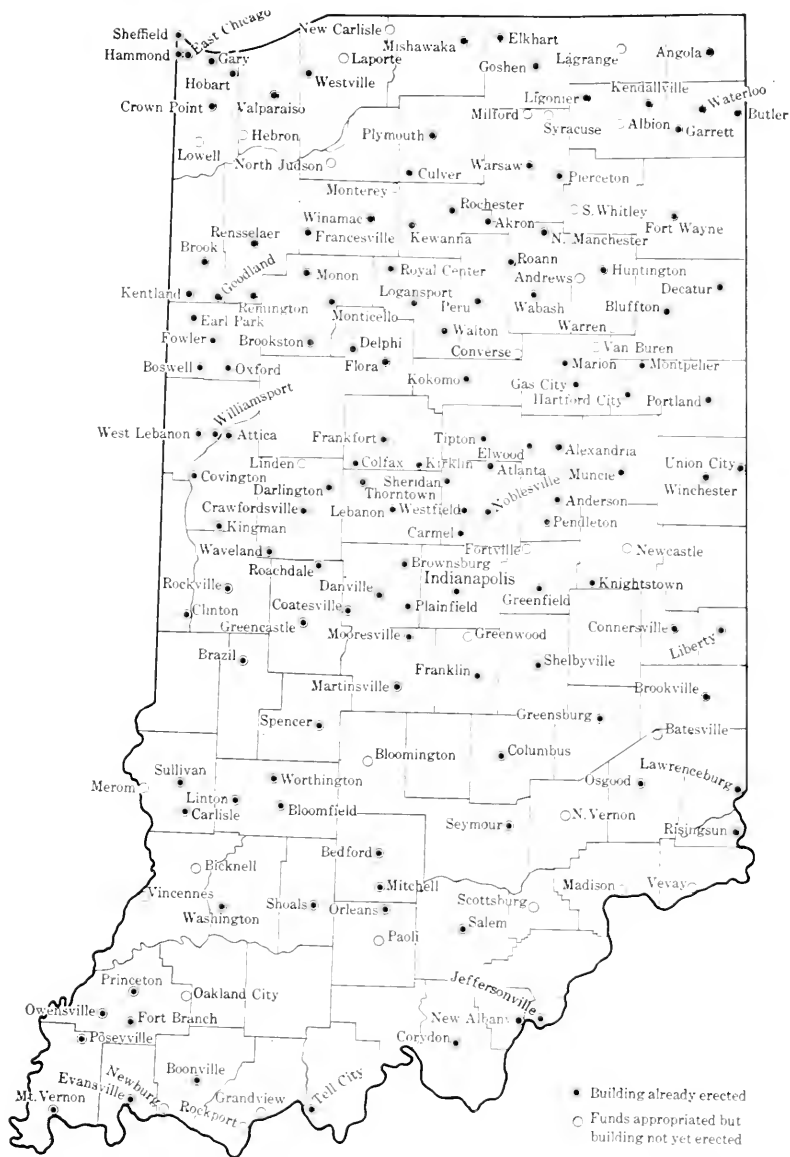 Sheffield
East Chicago
New Carlisle
Mishawaka
Elkhart
Hammond
Gary
Laporte
Goshen
Lagrange
Angola
Hobart
Westville
Crown Point
Valparaiso
Ligonier
Kendallville
Waterloo
Milford
Syracuse
Albion
Garrett
Butler
Hebron
Plymouth
Lowell
North Judson
Culver
Warsaw
Pierceton
Monterey
Rochester
S. Whitley
Fort Wayne
Winamac
Akron
Rensselaer
Francesville
Kewanna
N. Manchester
Brook
Roann
Goodland
Monon
Royal Center
Andrews
Huntington
Decatur
Kentland
Remington
Logansport
Peru
Wabash
Bluffton
Monticello
Earl Park
Walton
Warren
Fowler
Brookston
Delphi
Converse
Van Buren
Boswell
Oxford
Flora
Marion
Montpelier
Kokomo
Gas City
Hartford City
Portland
Williamsport
West Lebanon
Attica
Frankfort
Tipton
Elwood
Alexandria
Linden
Colfax
Kirklin
Atlanta
Muncie
Union City
Covington
Darlington
Sheridan
Thorntown
Noblesville
Winchester
Crawfordsville
Lebanon
Westfield
Anderson
Kingman
Carmel
Pendleton
Waveland
Fortville
Newcastle
Roachdale
Brownsburg
Rockville
Danville
Indianapolis
Greenfield
Knightstown
Clinton
Coatesville
Plainfield
Greencastle
Mooresville
Greenwood
Connersville
Liberty
Brazil
Franklin
Shelbyville
Martinsville
Brookville
Spencer
Greensburg
Batesville
Bloomington
Columbus
Sullivan
Worthington
Osgood
Lawrenceburg
Merom
Linton
Carlisle
Bloomfield
Seymour
N. Vernon
Risingsun
Bedford
Bicknell
Mitchell
Madison
Vevay
Vincennes
Washington
Shoals
Orleans
Scottsburg
Salem
Paoli
Princeton
Oakland City
Jeffersonville
Owensville
Fort Branch
New Albany
Poseyville
Corydon
Boonville
Evansville
Newburg
Grandview
Tell City
Mt. Vernon
Rockport
Building already erected
Funds appropriated but
building not yet erected